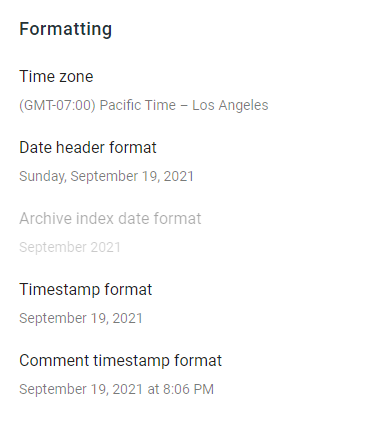 Formatting
Time zone
(GMT-07:00) Pacific Time – Los Angeles
Date header format
Sunday, September 19, 2021
Archive index date format
September 2021
Timestamp format
September 19, 2021
Comment timestamp format
September 19, 2021 at 8:06 PM